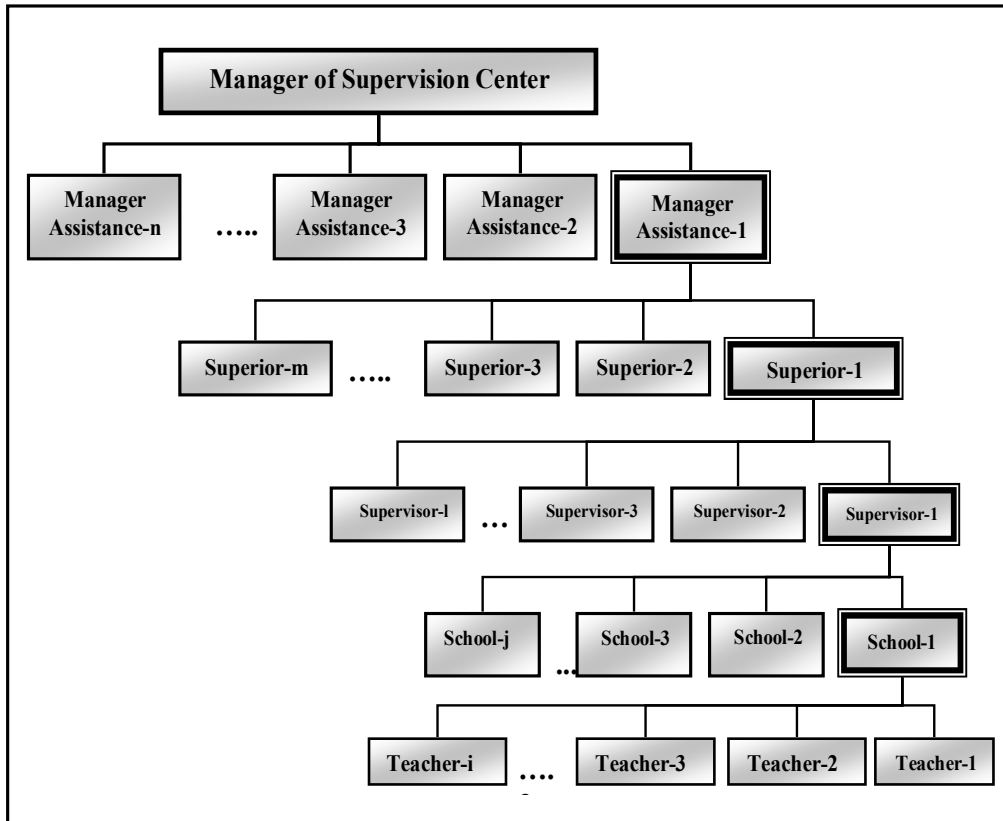 Manager of Supervision Center
Manager
Assistance-n
.....
Manager
Assistance-3
Manager
Assistance-2
Manager
Assistance-1
Superior-m
.....
Superior-3
Superior-2
Superior-1
Supervisor-l
...
Supervisor-3
Supervisor-2
Supervisor-1
School-j
...
School-3
School-2
School-1
Teacher-i
....
Teacher-3
Teacher-2
Teacher-1